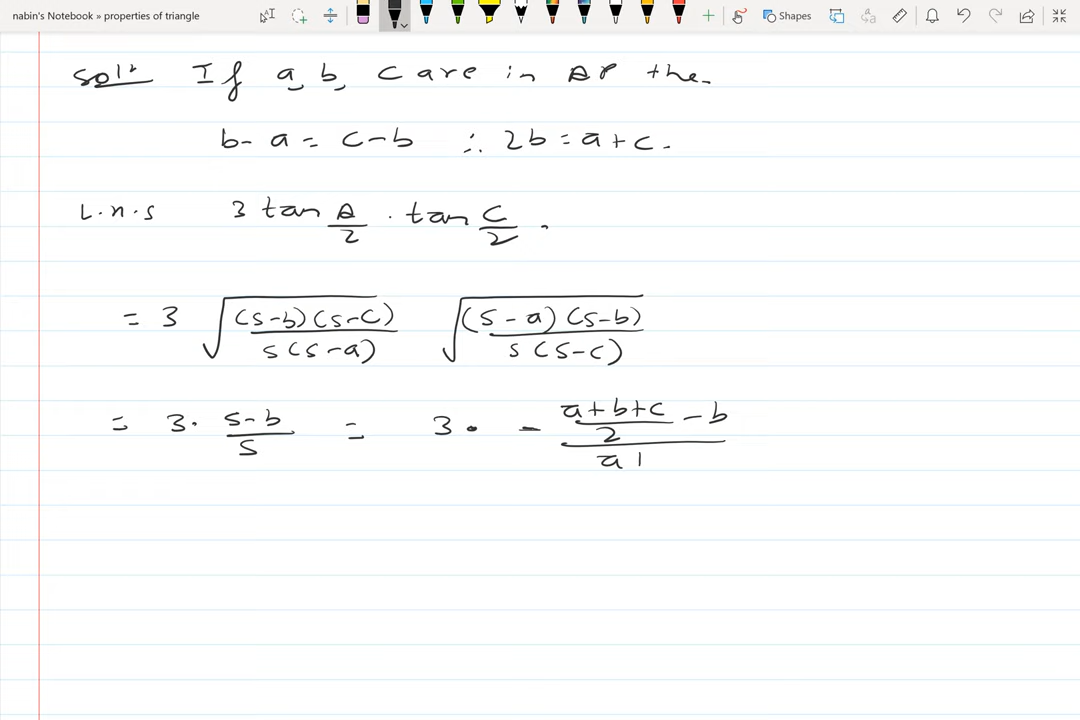 nabin's Notebook » properties of triangle
Shapes
Solⁿ If a, b, c are in AP the.
b - a = c - b ∴ 2b = a + c.
L.H.S 3 tan A/2 . tan C/2 .
= 3 √((s-b)(s-c)/s(s-a)) √((s-a)(s-b)/s(s-c))
= 3. (s-b)/s = 3 . - ((a+b+c)/2 - b)/(a l